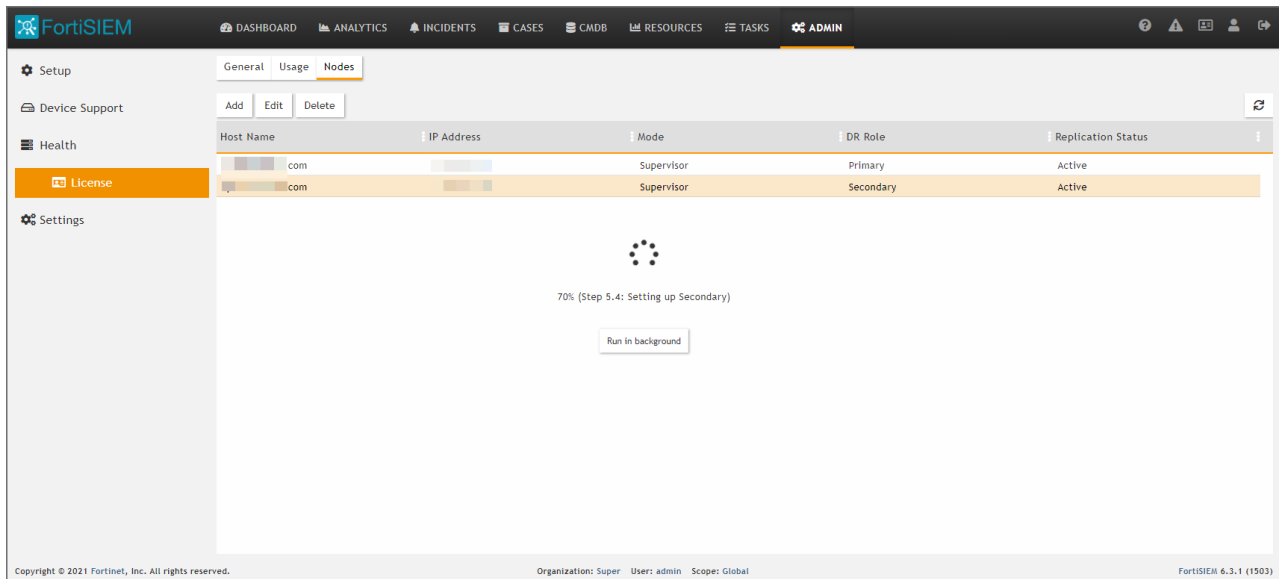 FortiSIEM
DASHBOARD ANALYTICS INCIDENTS CASES CMDB RESOURCES TASKS ADMIN
Setup
Device Support
Health
License
Settings
General Usage Nodes
Add Edit Delete
Host Name IP Address Mode DR Role Replication Status
com Supervisor Primary Active
com Supervisor Secondary Active
70% (Step 5.4: Setting up Secondary)
Run in background
Copyright © 2021 Fortinet, Inc. All rights reserved. Organization: Super User: admin Scope: Global FortiSIEM 6.3.1 (1503)